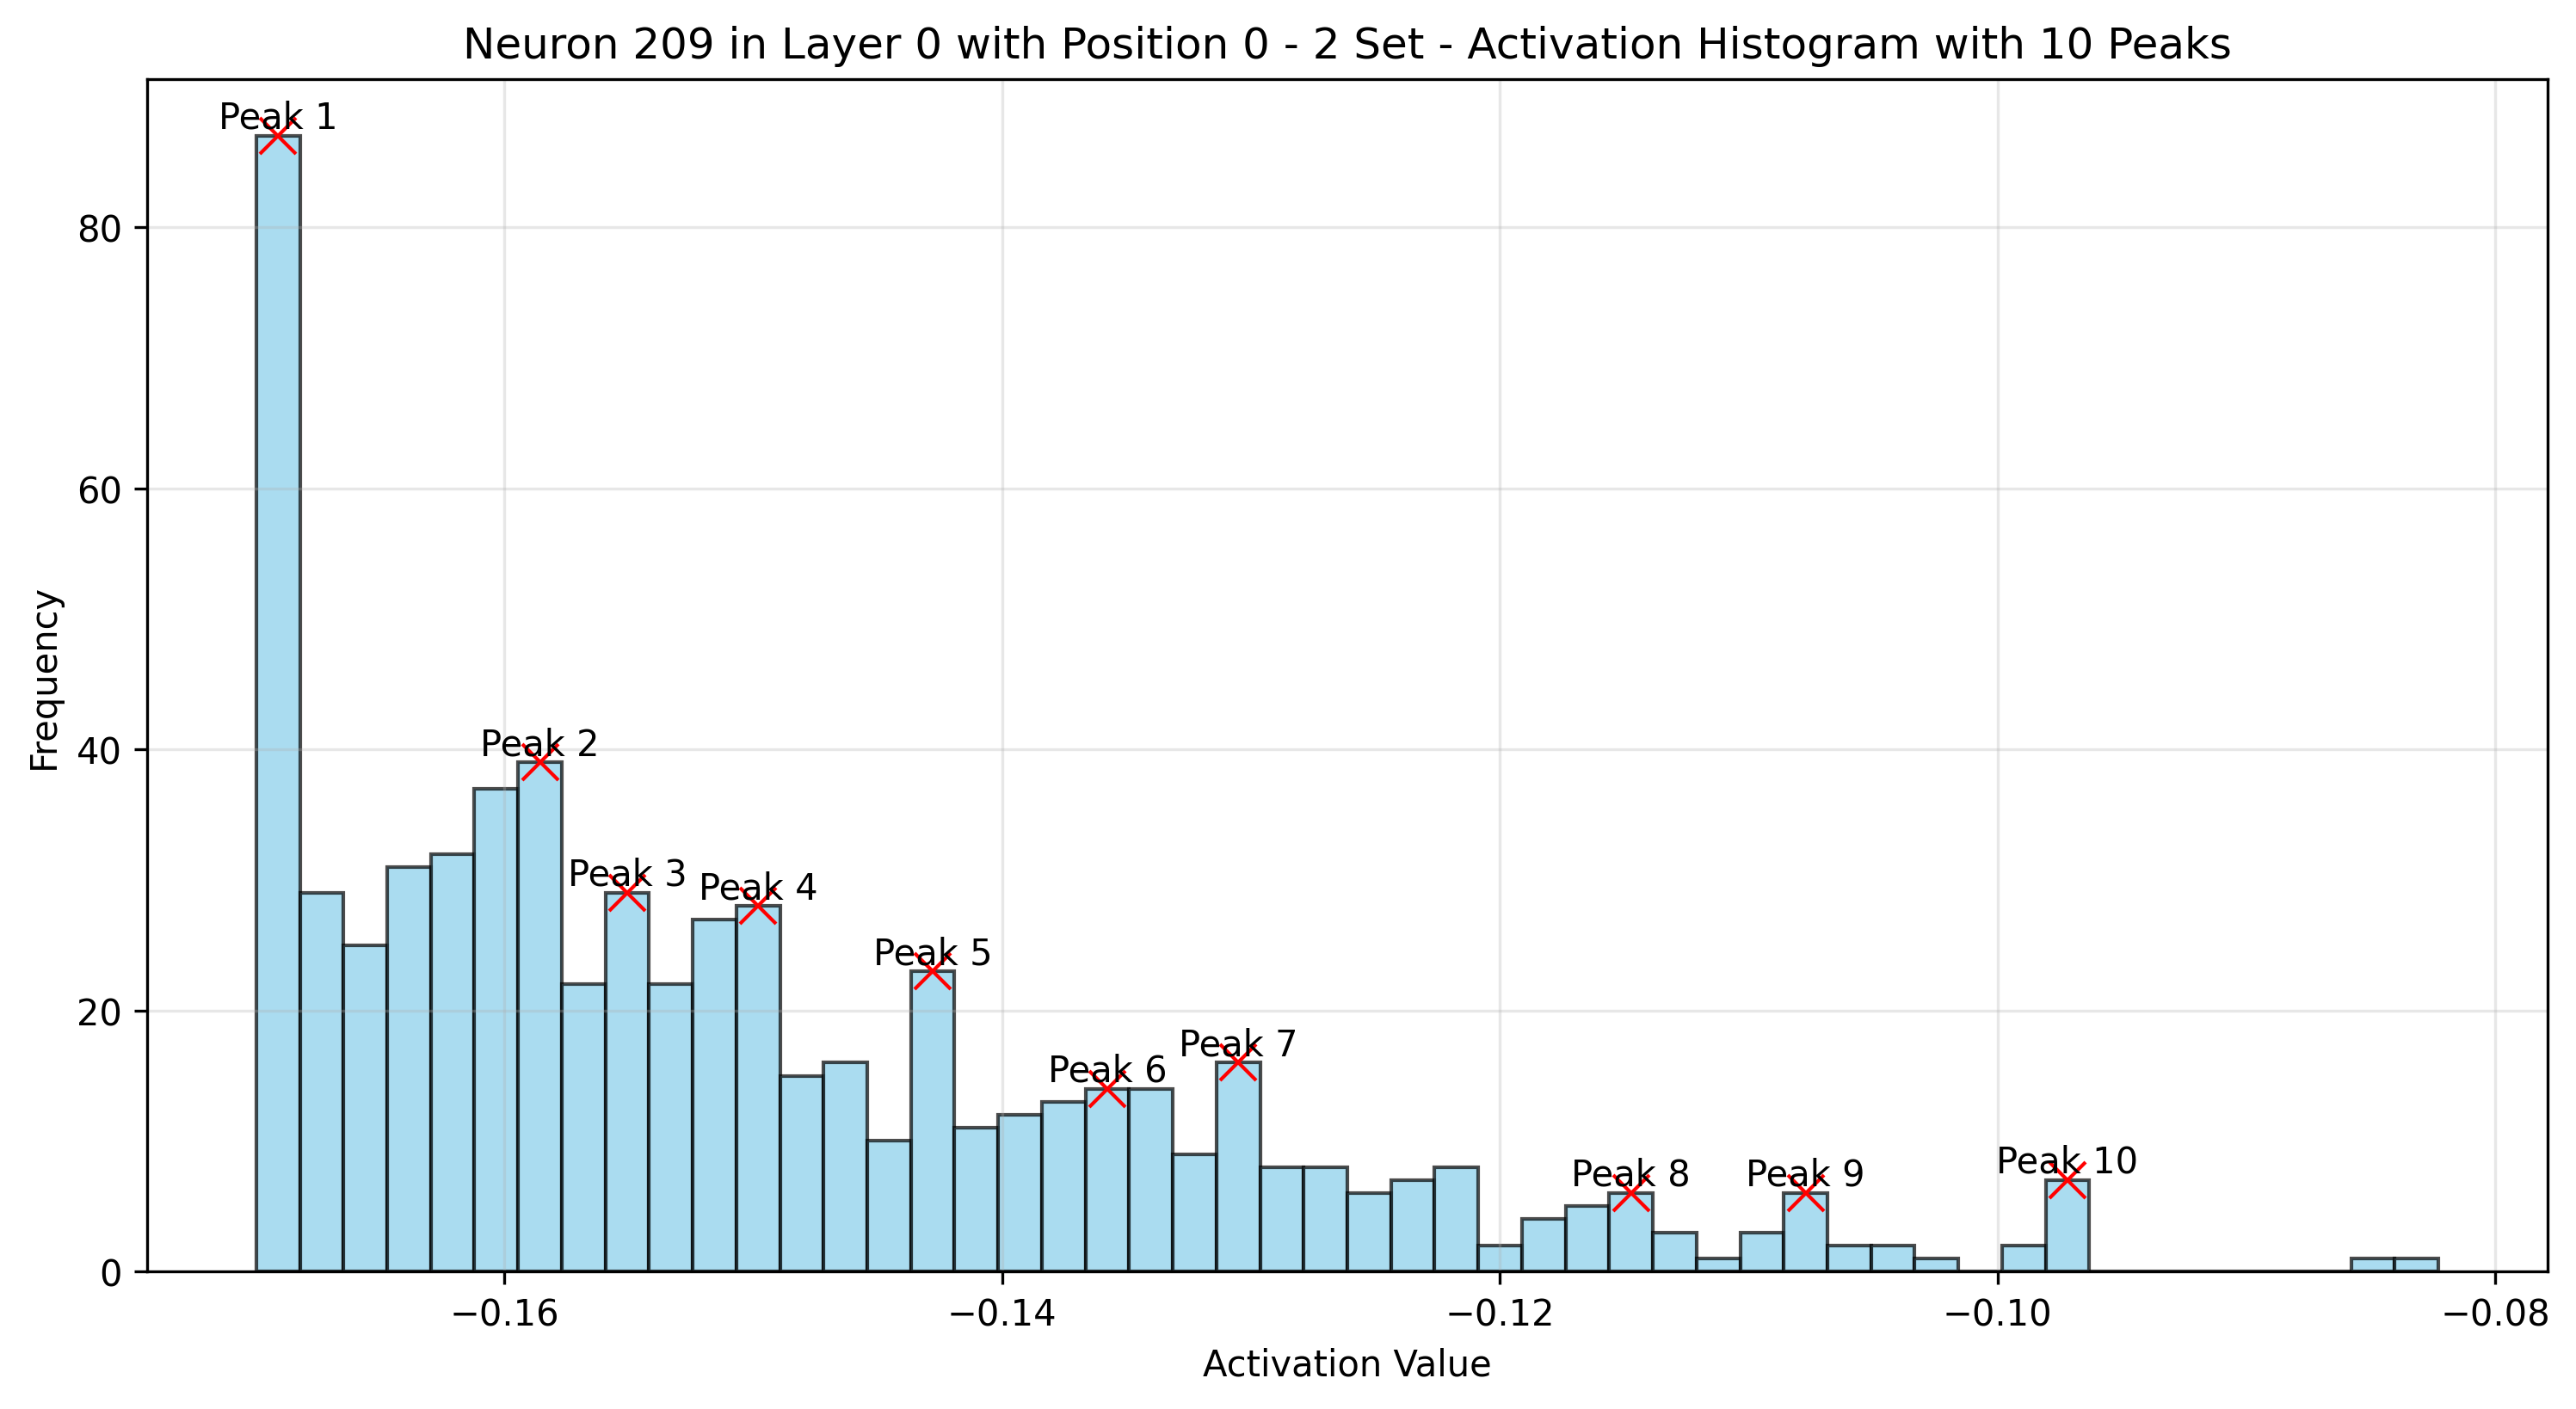 Neuron 209 in Layer 0 with Position 0 - 2 Set - Activation Histogram with 10 Peaks
Peak 1
80
60
Frequency
Peak 2
40
Peak 3
Peak 4
Peak 5
20
Peak 7
Peak 6
Peak 10
Peak 8
Peak 9
0
−0.16
−0.14
−0.12
−0.10
−0.08
Activation Value